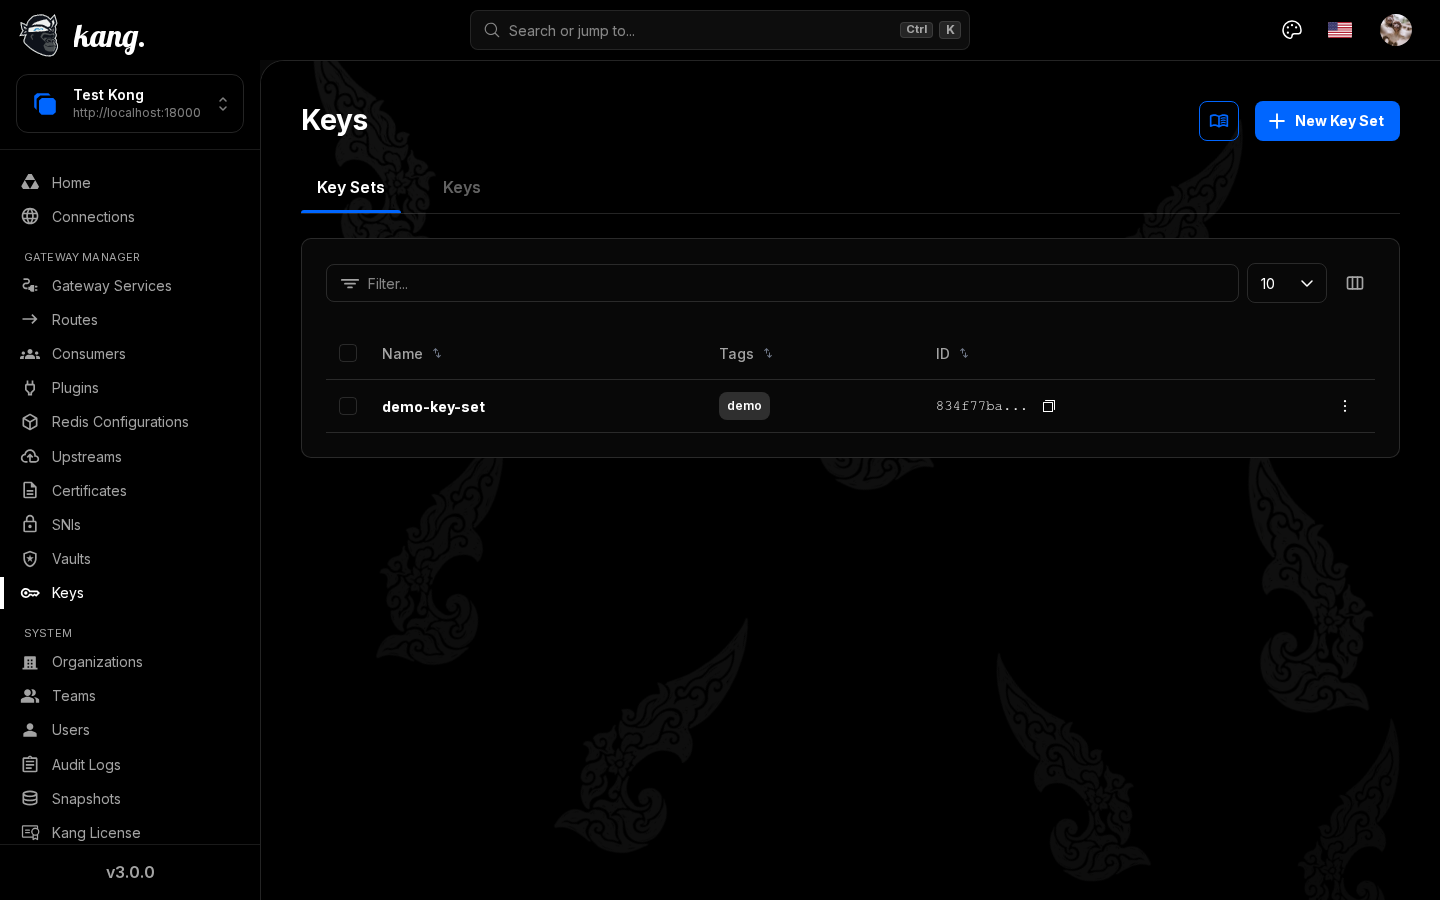 kang.
Search or jump to...
Ctrl K
Test Kong
http://localhost:18000
Home
Connections
GATEWAY MANAGER
Gateway Services
Routes
Consumers
Plugins
Redis Configurations
Upstreams
Certificates
SNIs
Vaults
Keys
SYSTEM
Organizations
Teams
Users
Audit Logs
Snapshots
Kang License
v3.0.0
Keys
New Key Set
Key Sets Keys
Filter...
10
Name Tags ID
demo-key-set demo 834f77ba...